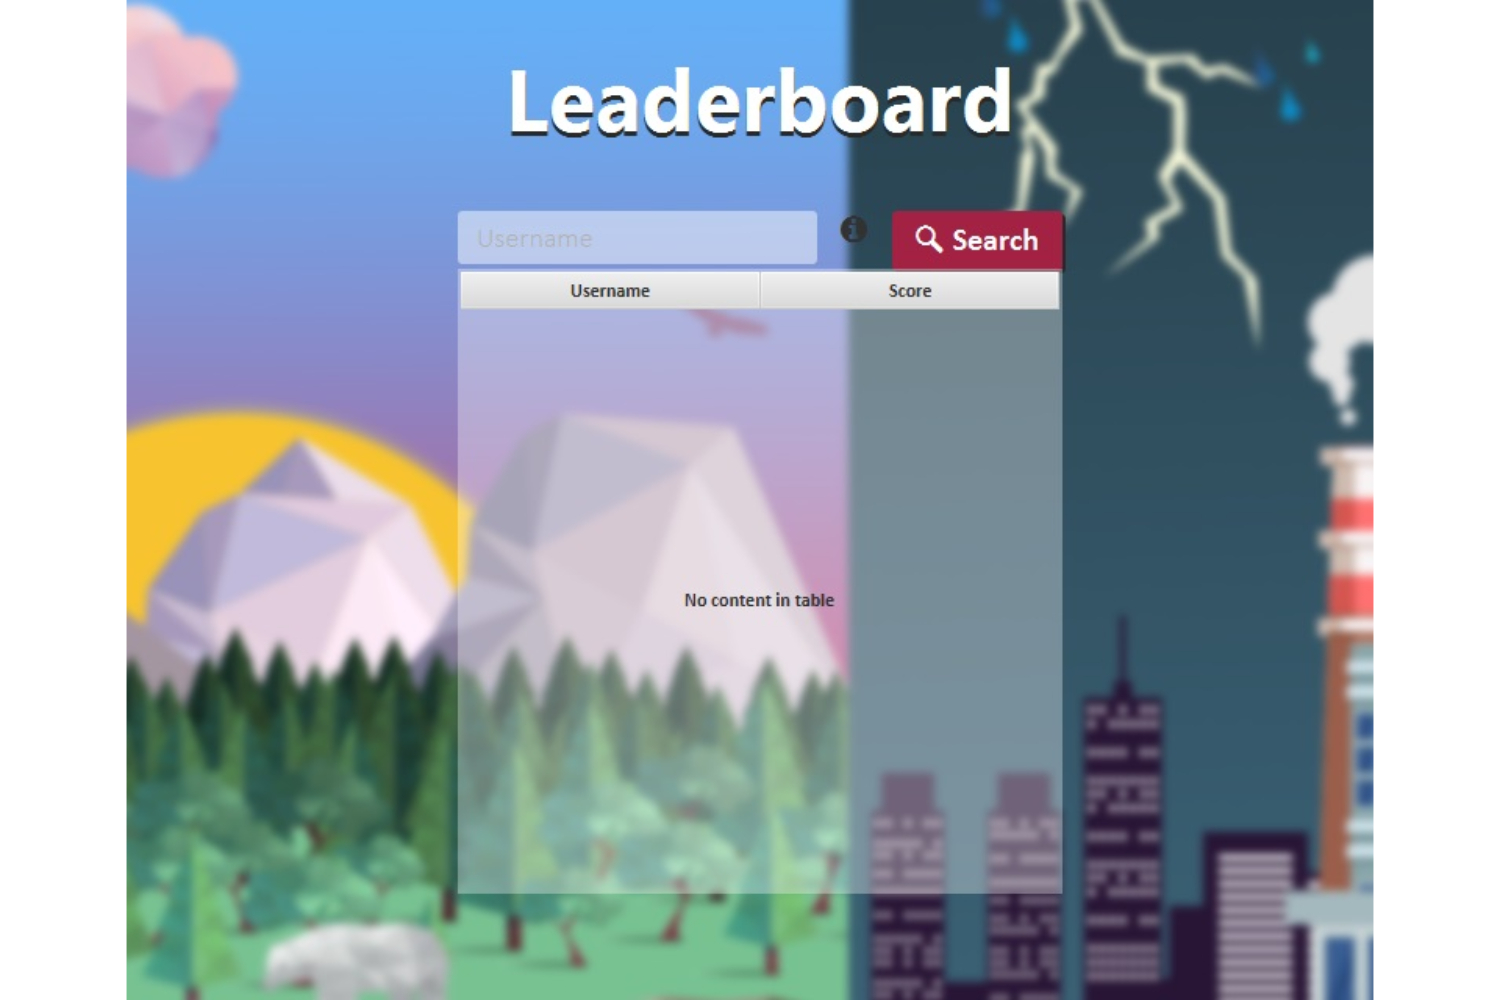 Leaderboard
Username
Search
Username Score
No content in table